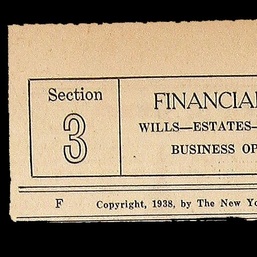 Section
3
FINANCIAL
WILLS—ESTATES—
BUSINESS OP
F Copyright, 1938, by The New Yo